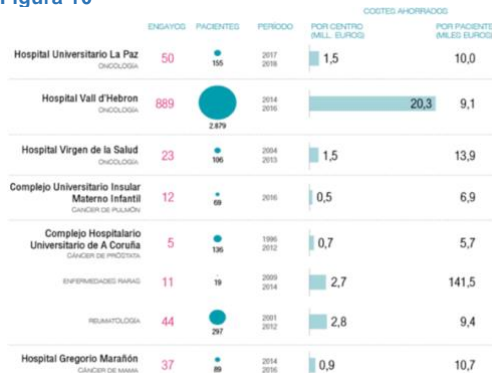 Figura 10
COSTES AHORRADOS
ENSAYOS PACIENTES PERÍODO POR CENTRO (MILL. EUROS) POR PACIENTE (MILES EUROS)
Hospital Universitario La Paz
ONCOLOGÍA
50 155 2017 2018 1,5 10,0
Hospital Vall d'Hebron
ONCOLOGÍA
889 2.879 2014 2016 20,3 9,1
Hospital Virgen de la Salud
ONCOLOGÍA
23 106 2004 2013 1,5 13,9
Complejo Universitario Insular
Materno Infantil
CÁNCER DE PULMÓN
12 69 2016 0,5 6,9
Complejo Hospitalario
Universitario de A Coruña
CÁNCER DE PRÓSTATA
5 136 1996 2012 0,7 5,7
ENFERMEDADES RARAS
11 19 2009 2014 2,7 141,5
REUMATOLOGÍA
44 297 2001 2012 2,8 9,4
Hospital Gregorio Marañón
CÁNCER DE MAMA
37 89 2014 2016 0,9 10,7